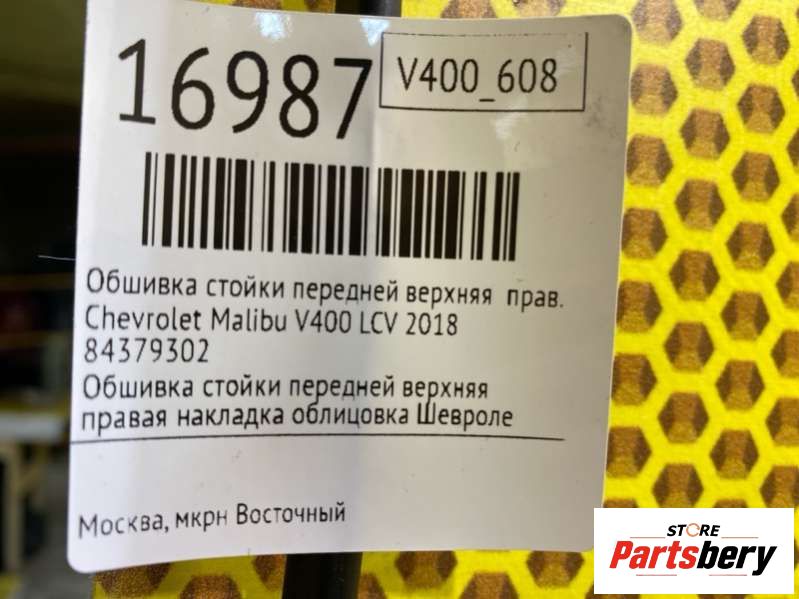 16987
V400_608
Обшивка стойки передней верхняя прав.
Chevrolet Malibu V400 LCV 2018
84379302
Обшивка стойки передней верхняя
правая накладка облицовка Шевроле
Москва, мкрн Восточный
STORE
Partsbery